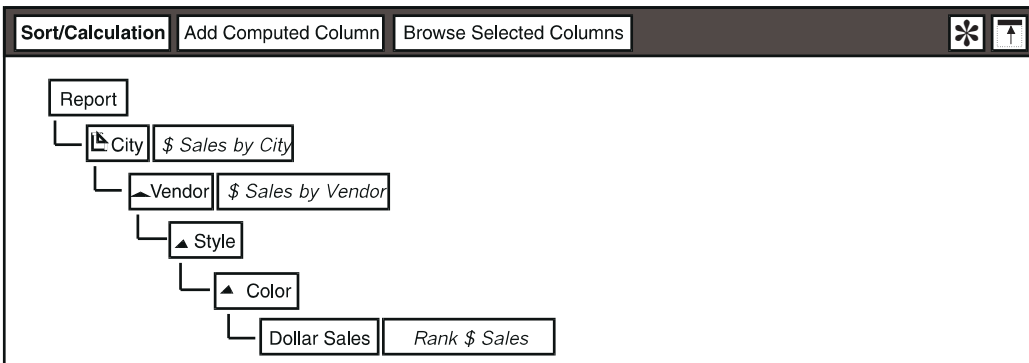 Sort/Calculation Add Computed Column Browse Selected Columns
Report
City $ Sales by City
Vendor $ Sales by Vendor
Style
Color
Dollar Sales Rank $ Sales